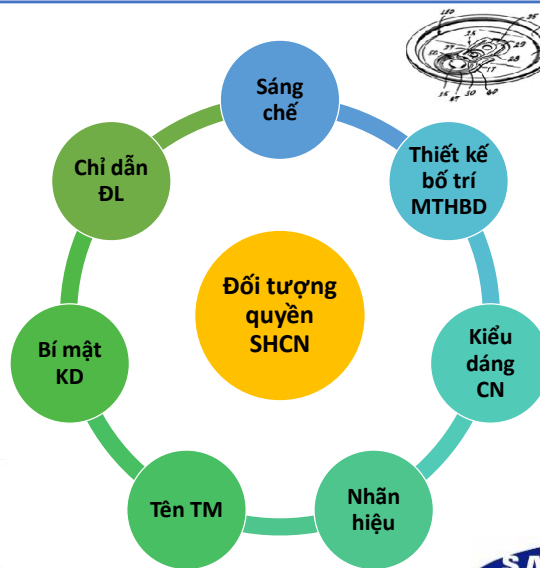 Sáng
chế
Thiết kế
bố trí
MTHBD
Kiểu
dáng
CN
Nhãn
hiệu
Tên TM
Bí mật
KD
Chỉ dẫn
ĐL
Đối tượng
quyền
SHCN